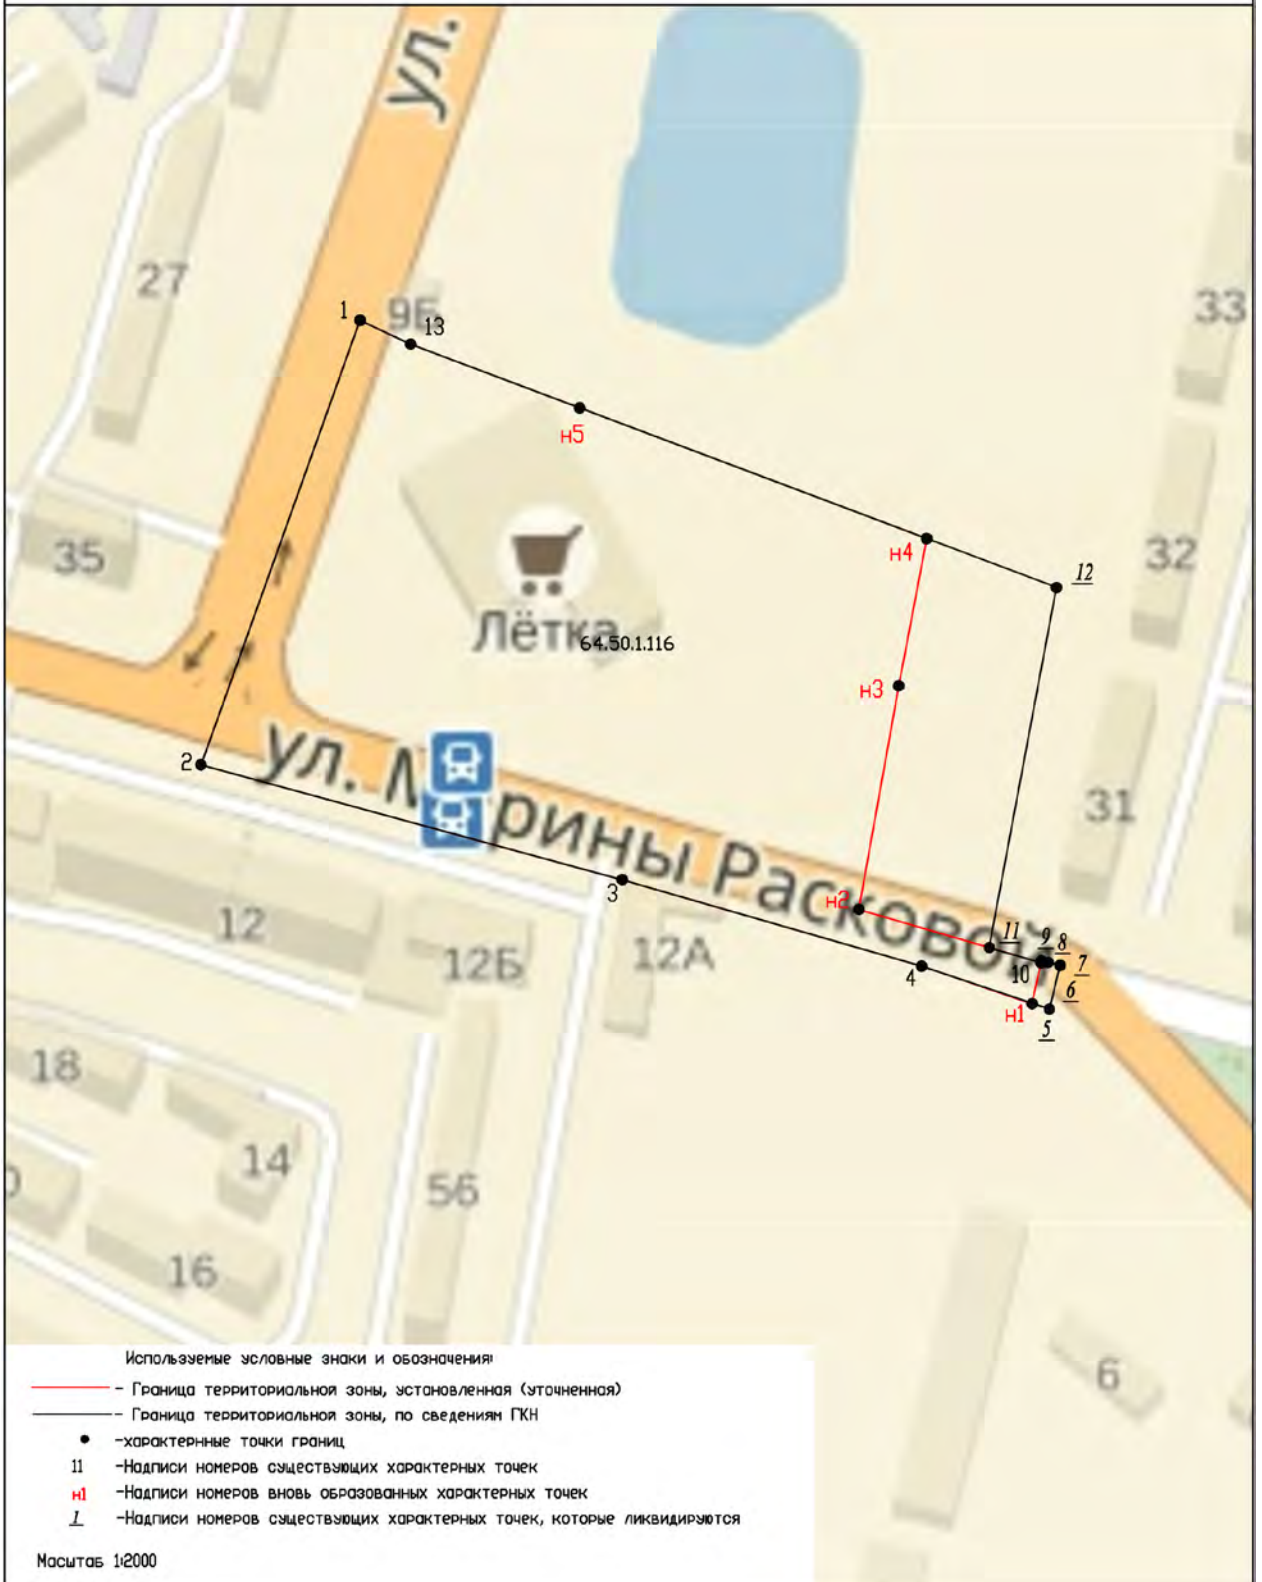 ул.
27
33
1
9Б
13
н5
н4
32
12
35
Лётка
64.50.1.116
н3
2
ул. Марины Расковой
31
3
н2
11
9
8
12
12Б
12А
4
10
7
6
н1
5
18
14
56
16
6
Используемые условные знаки и обозначения:
- Граница территориальной зоны, установленная (уточненная)
- Граница территориальной зоны, по сведениям ГКН
-характернные точки границ
11 -Надписи номеров существующих характерных точек
н1 -Надписи номеров вновь образованных характерных точек
1 -Надписи номеров существующих характерных точек, которые ликвидируются
Масштаб 1:2000